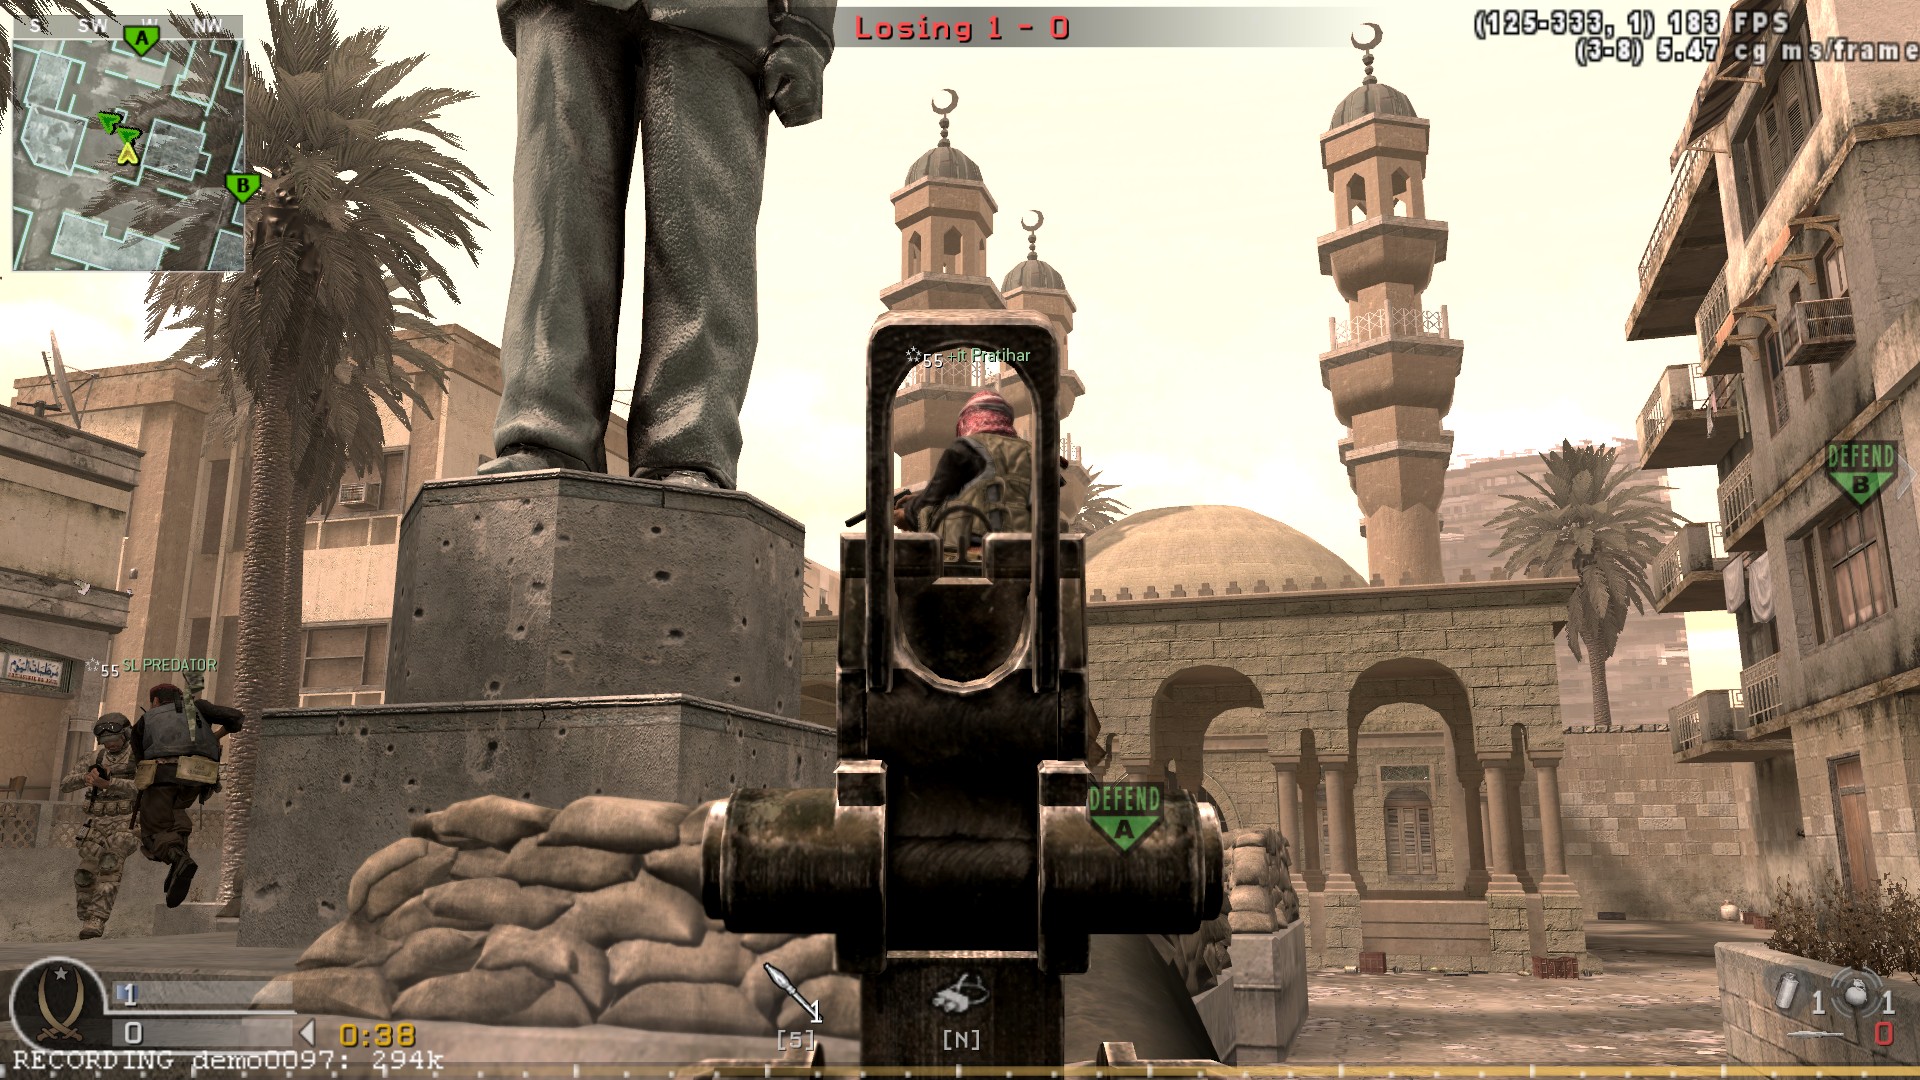 S SW W NW
A
B
Losing 1 - 0
(125-333, 1) 183 FPS
(3-8) 5.47 cg ms/frame
55 +it Pratihar
DEFEND
B
55 SL PREDATOR
DEFEND
A
1
0
0:38
1
[5]
[N]
1
1
0
RECORDING demo0097: 294k